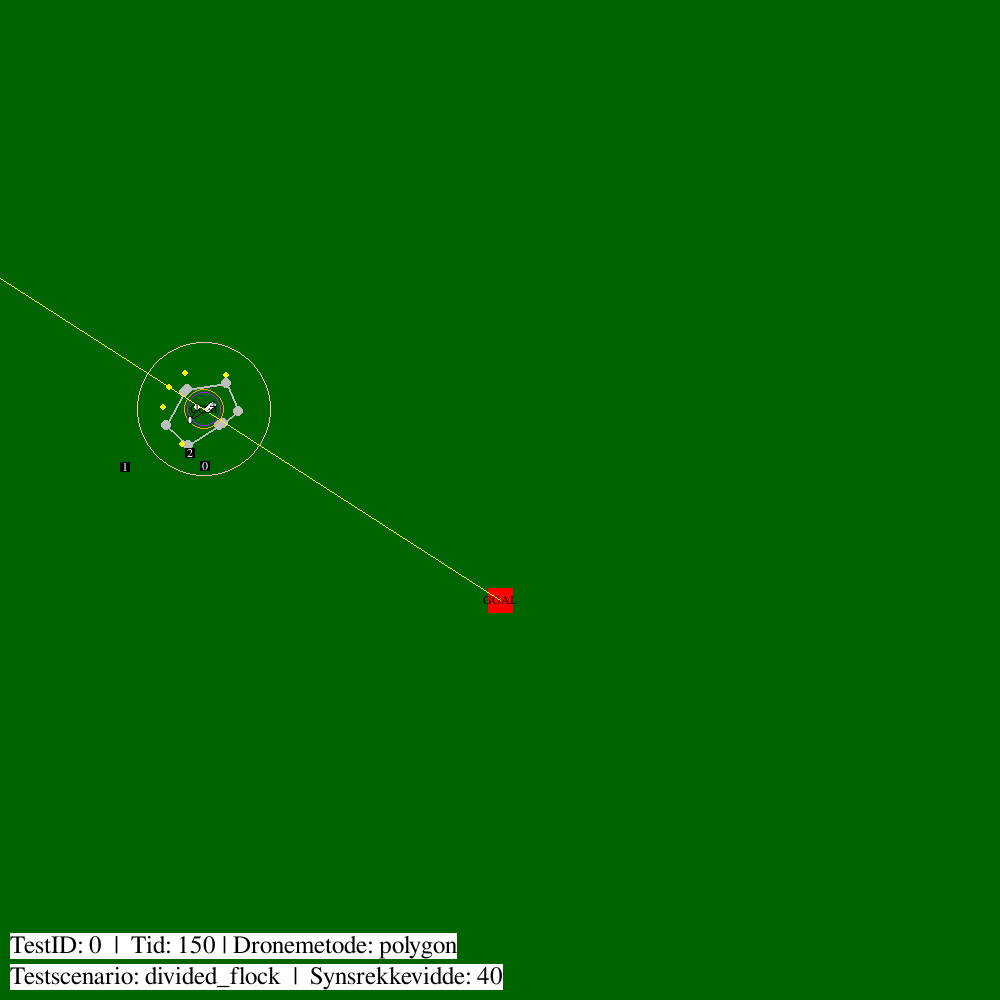 2
1
0
GOAL
TestID: 0 | Tid: 150 | Dronemetode: polygon
Testscenario: divided_flock | Synsrekkevidde: 40